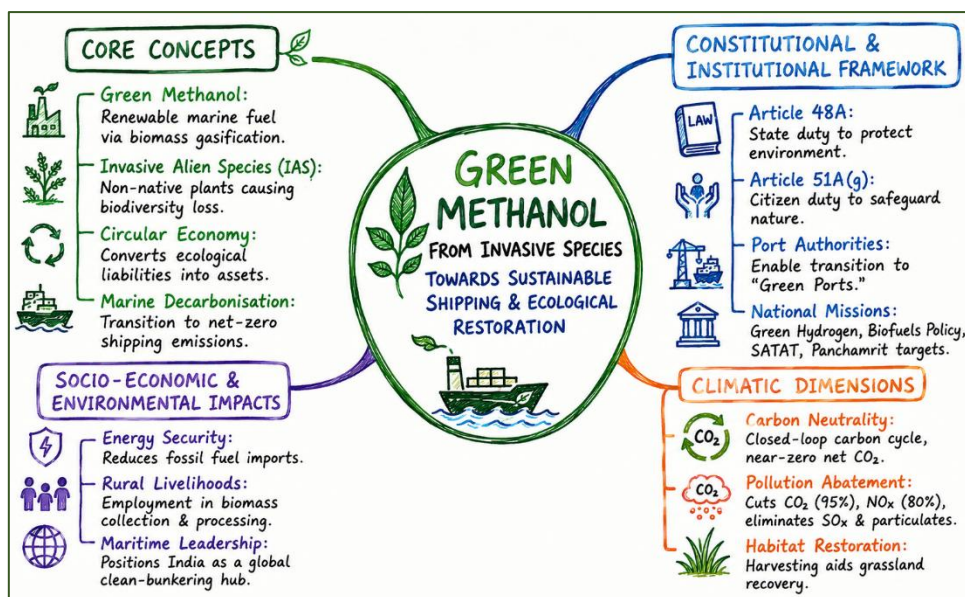 CORE CONCEPTS
Green Methanol:
Renewable marine fuel
via biomass gasification.
Invasive Alien Species (IAS):
Non-native plants causing
biodiversity loss.
Circular Economy:
Converts ecological
liabilities into assets.
Marine Decarbonisation:
Transition to net-zero
shipping emissions.
GREEN
METHANOL
FROM INVASIVE SPECIES
TOWARDS SUSTAINABLE
SHIPPING & ECOLOGICAL
RESTORATION
CONSTITUTIONAL &
INSTITUTIONAL FRAMEWORK
LAW
Article 48A:
State duty to protect
environment.
Article 51A(g):
Citizen duty to safeguard
nature.
Port Authorities:
Enable transition to
“Green Ports.”
National Missions:
Green Hydrogen, Biofuels Policy,
SATAT, Panchamrit targets.
SOCIO-ECONOMIC &
ENVIRONMENTAL IMPACTS
Energy Security:
Reduces fossil fuel imports.
Rural Livelihoods:
Employment in biomass
collection & processing.
Maritime Leadership:
Positions India as a global
clean-bunkering hub.
CLIMATIC DIMENSIONS
CO₂
Carbon Neutrality:
Closed-loop carbon cycle,
near-zero net CO₂.
CO₂
Pollution Abatement:
Cuts CO₂ (95%), NOx (80%),
eliminates SOx & particulates.
Habitat Restoration:
Harvesting aids grassland
recovery.